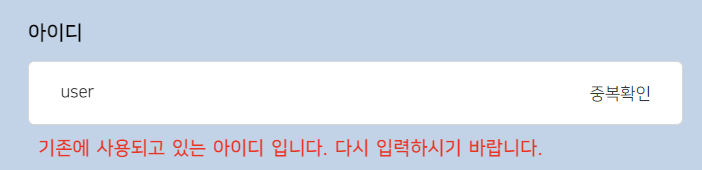 아이디
user 중복확인
기존에 사용되고 있는 아이디 입니다. 다시 입력하시기 바랍니다.